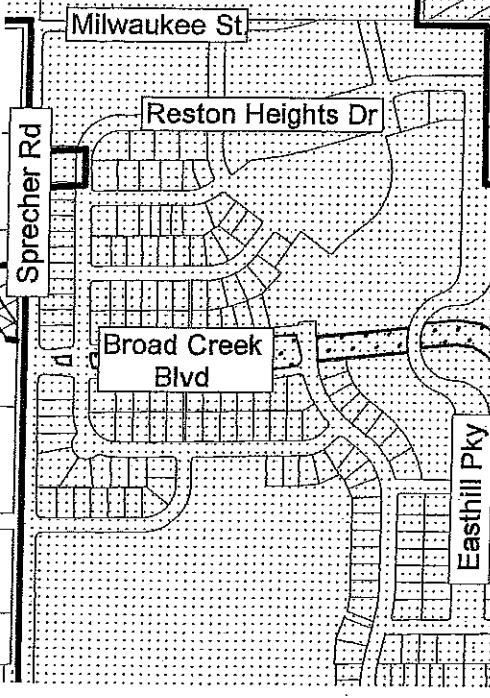 Milwaukee St
Reston Heights Dr
Sprecher Rd
Broad Creek
Blvd
Easthill Pky